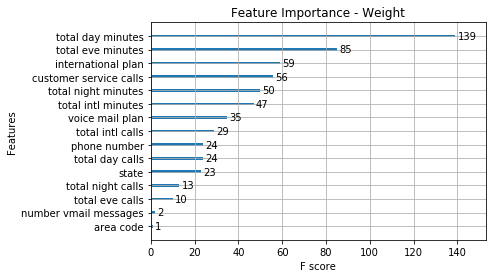 Feature Importance - Weight
Features
total day minutes 139
total eve minutes 85
international plan 59
customer service calls 56
total night minutes 50
total intl minutes 47
voice mail plan 35
total intl calls 29
phone number 24
total day calls 24
state 23
total night calls 13
total eve calls 10
number vmail messages 2
area code 1
0 20 40 60 80 100 120 140
F score